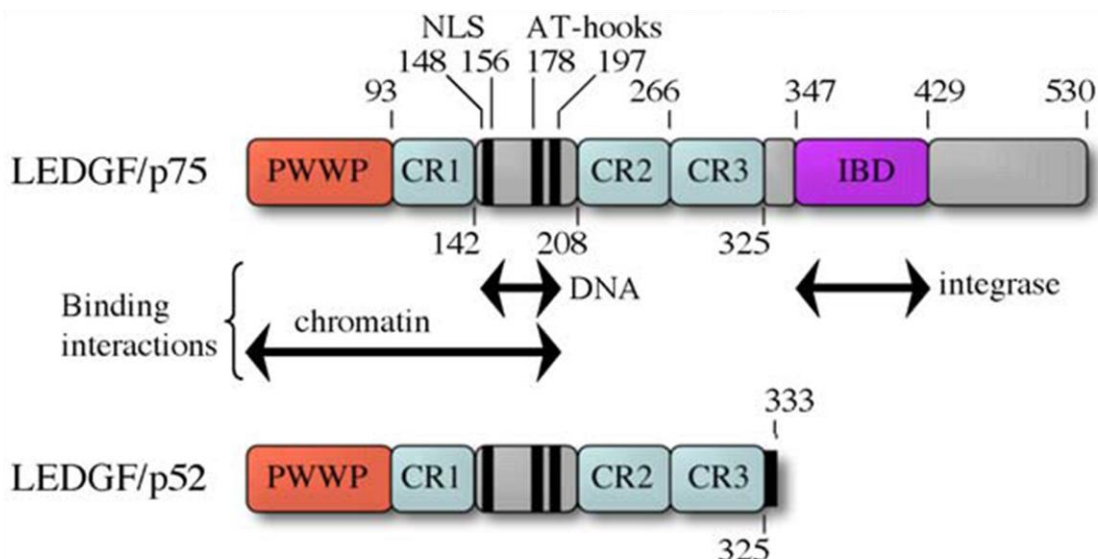 NLS AT-hooks
148 156 178 197
93 266 347 429 530
LEDGF/p75 PWWP CR1 CR2 CR3 IBD
142 208 325
DNA integrase
Binding
interactions
chromatin
333
LEDGF/p52 PWWP CR1 CR2 CR3
325